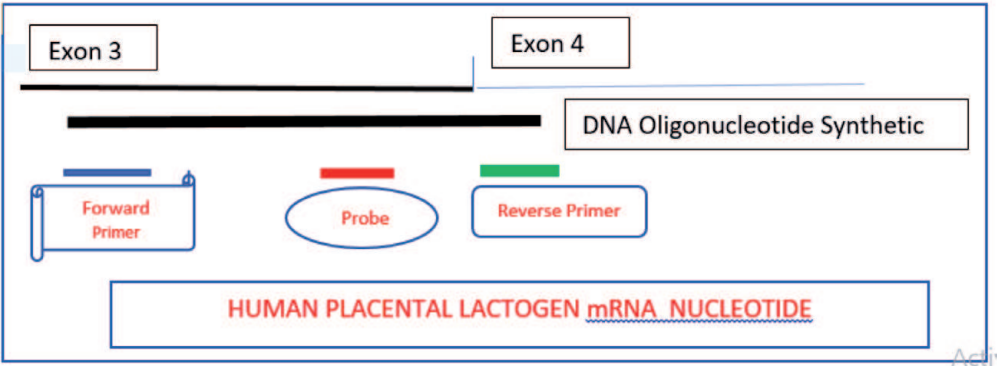 Exon 3
Exon 4
DNA Oligonucleotide Synthetic
Forward
Primer
Probe
Reverse Primer
HUMAN PLACENTAL LACTOGEN mRNA NUCLEOTIDE